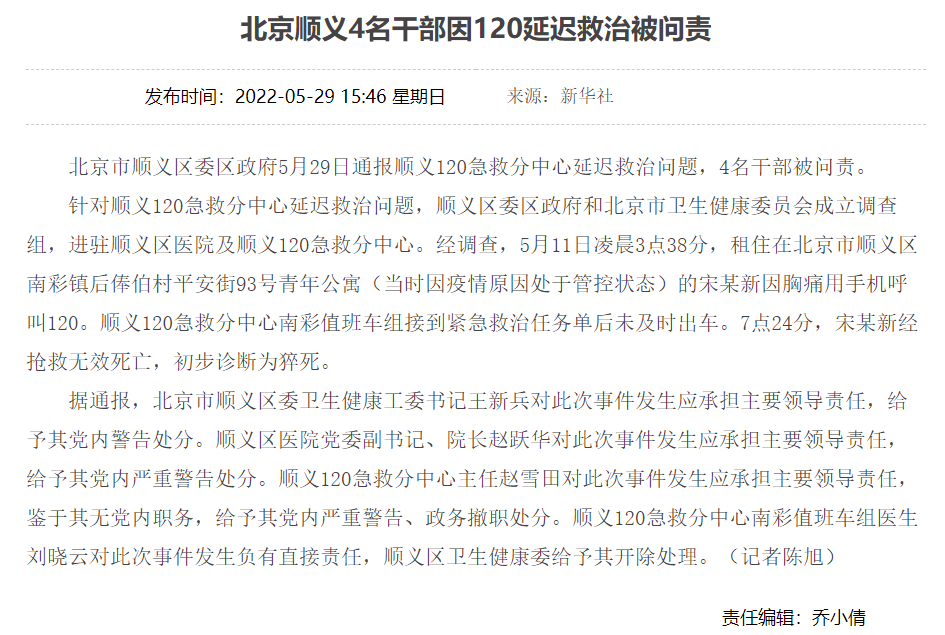 北京顺义4名干部因120延迟救治被问责
发布时间：2022-05-29 15:46 星期日 来源：新华社
北京市顺义区委区政府5月29日通报顺义120急救分中心延迟救治问题，4名干部被问责。
针对顺义120急救分中心延迟救治问题，顺义区委区政府和北京市卫生健康委员会成立调查
组，进驻顺义区医院及顺义120急救分中心。经调查，5月11日凌晨3点38分，租住在北京市顺义区
南彩镇后俸伯村平安街93号青年公寓（当时因疫情原因处于管控状态）的宋某新因胸痛用手机呼
叫120。顺义120急救分中心南彩值班车组接到紧急救治任务单后未及时出车。7点24分，宋某新经
抢救无效死亡，初步诊断为猝死。
据通报，北京市顺义区委卫生健康工委书记王新兵对此次事件发生应承担主要领导责任，给
予其党内警告处分。顺义区医院党委副书记、院长赵跃华对此次事件发生应承担主要领导责任，
给予其党内严重警告处分。顺义120急救分中心主任赵雪田对此次事件发生应承担主要领导责任，
鉴于其无党内职务，给予其党内严重警告、政务撤职处分。顺义120急救分中心南彩值班车组医生
刘晓云对此次事件发生负有直接责任，顺义区卫生健康委给予其开除处理。（记者陈旭）
责任编辑：乔小倩